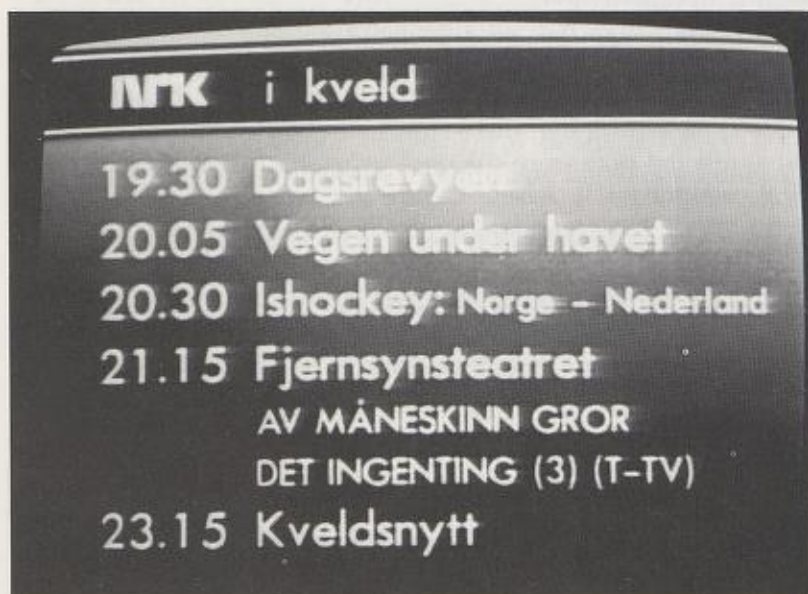 NRK i kveld
19.30 Dagsrevyen
20.05 Vegen under havet
20.30 Ishockey: Norge – Nederland
21.15 Fjernsynsteatret
AV MÅNESKINN GROR
DET INGENTING (3) (T-TV)
23.15 Kveldsnytt